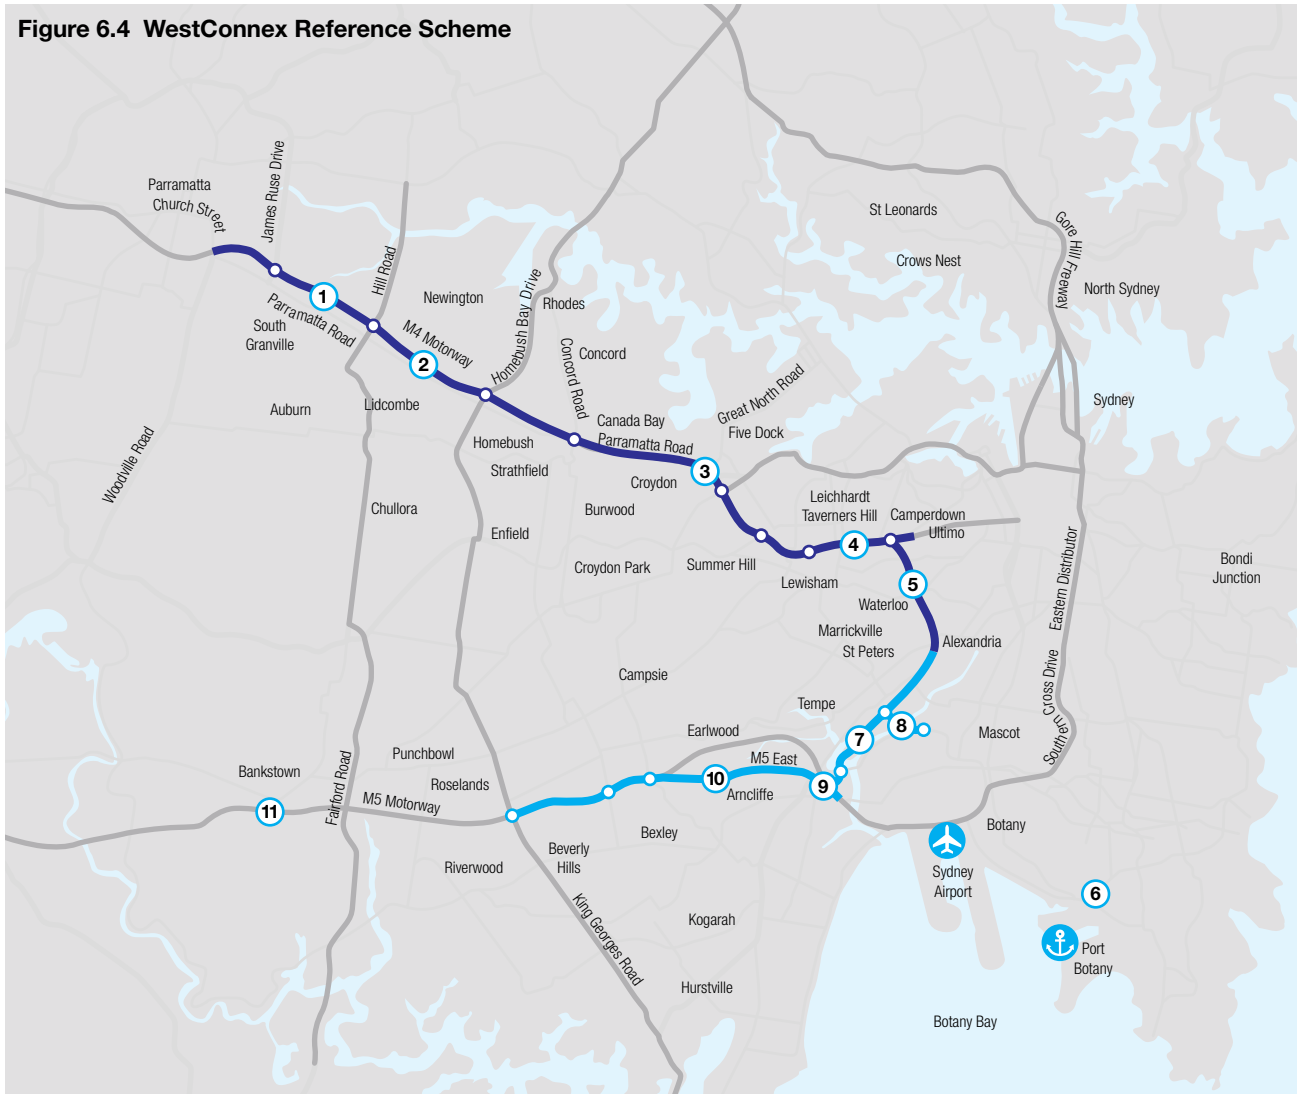 Figure 6.4 WestConnex Reference Scheme
Parramatta
Church Street
James Ruse Drive
Hill Road
St Leonards
Gore Hill Freeway
Crows Nest
North Sydney
Newington
Homebush Bay Drive
Rhodes
1
Parramatta Road
South
Granville
M4 Motorway
2
Concord Road
Concord
Great North Road
Sydney
Auburn
Lidcombe
Canada Bay
Parramatta Road
Five Dock
Homebush
Strathfield
Woodville Road
3
Croydon
Chullora
Burwood
Leichhardt
Taverners Hill
Camperdown
Ultimo
Enfield
4
Eastern Distributor
Bondi
Junction
Croydon Park
Summer Hill
Lewisham
5
Waterloo
Marrickville
St Peters
Alexandria
Campsie
Tempe
Southern Cross Drive
8
7
Mascot
Earlwood
M5 East
Punchbowl
Bankstown
Roselands
10
9
Arncliffe
Fairford Road
M5 Motorway
11
Botany
Bexley
Beverly
Hills
Riverwood
Sydney
Airport
6
King Georges Road
Kogarah
Port
Botany
Hurstville
Botany Bay